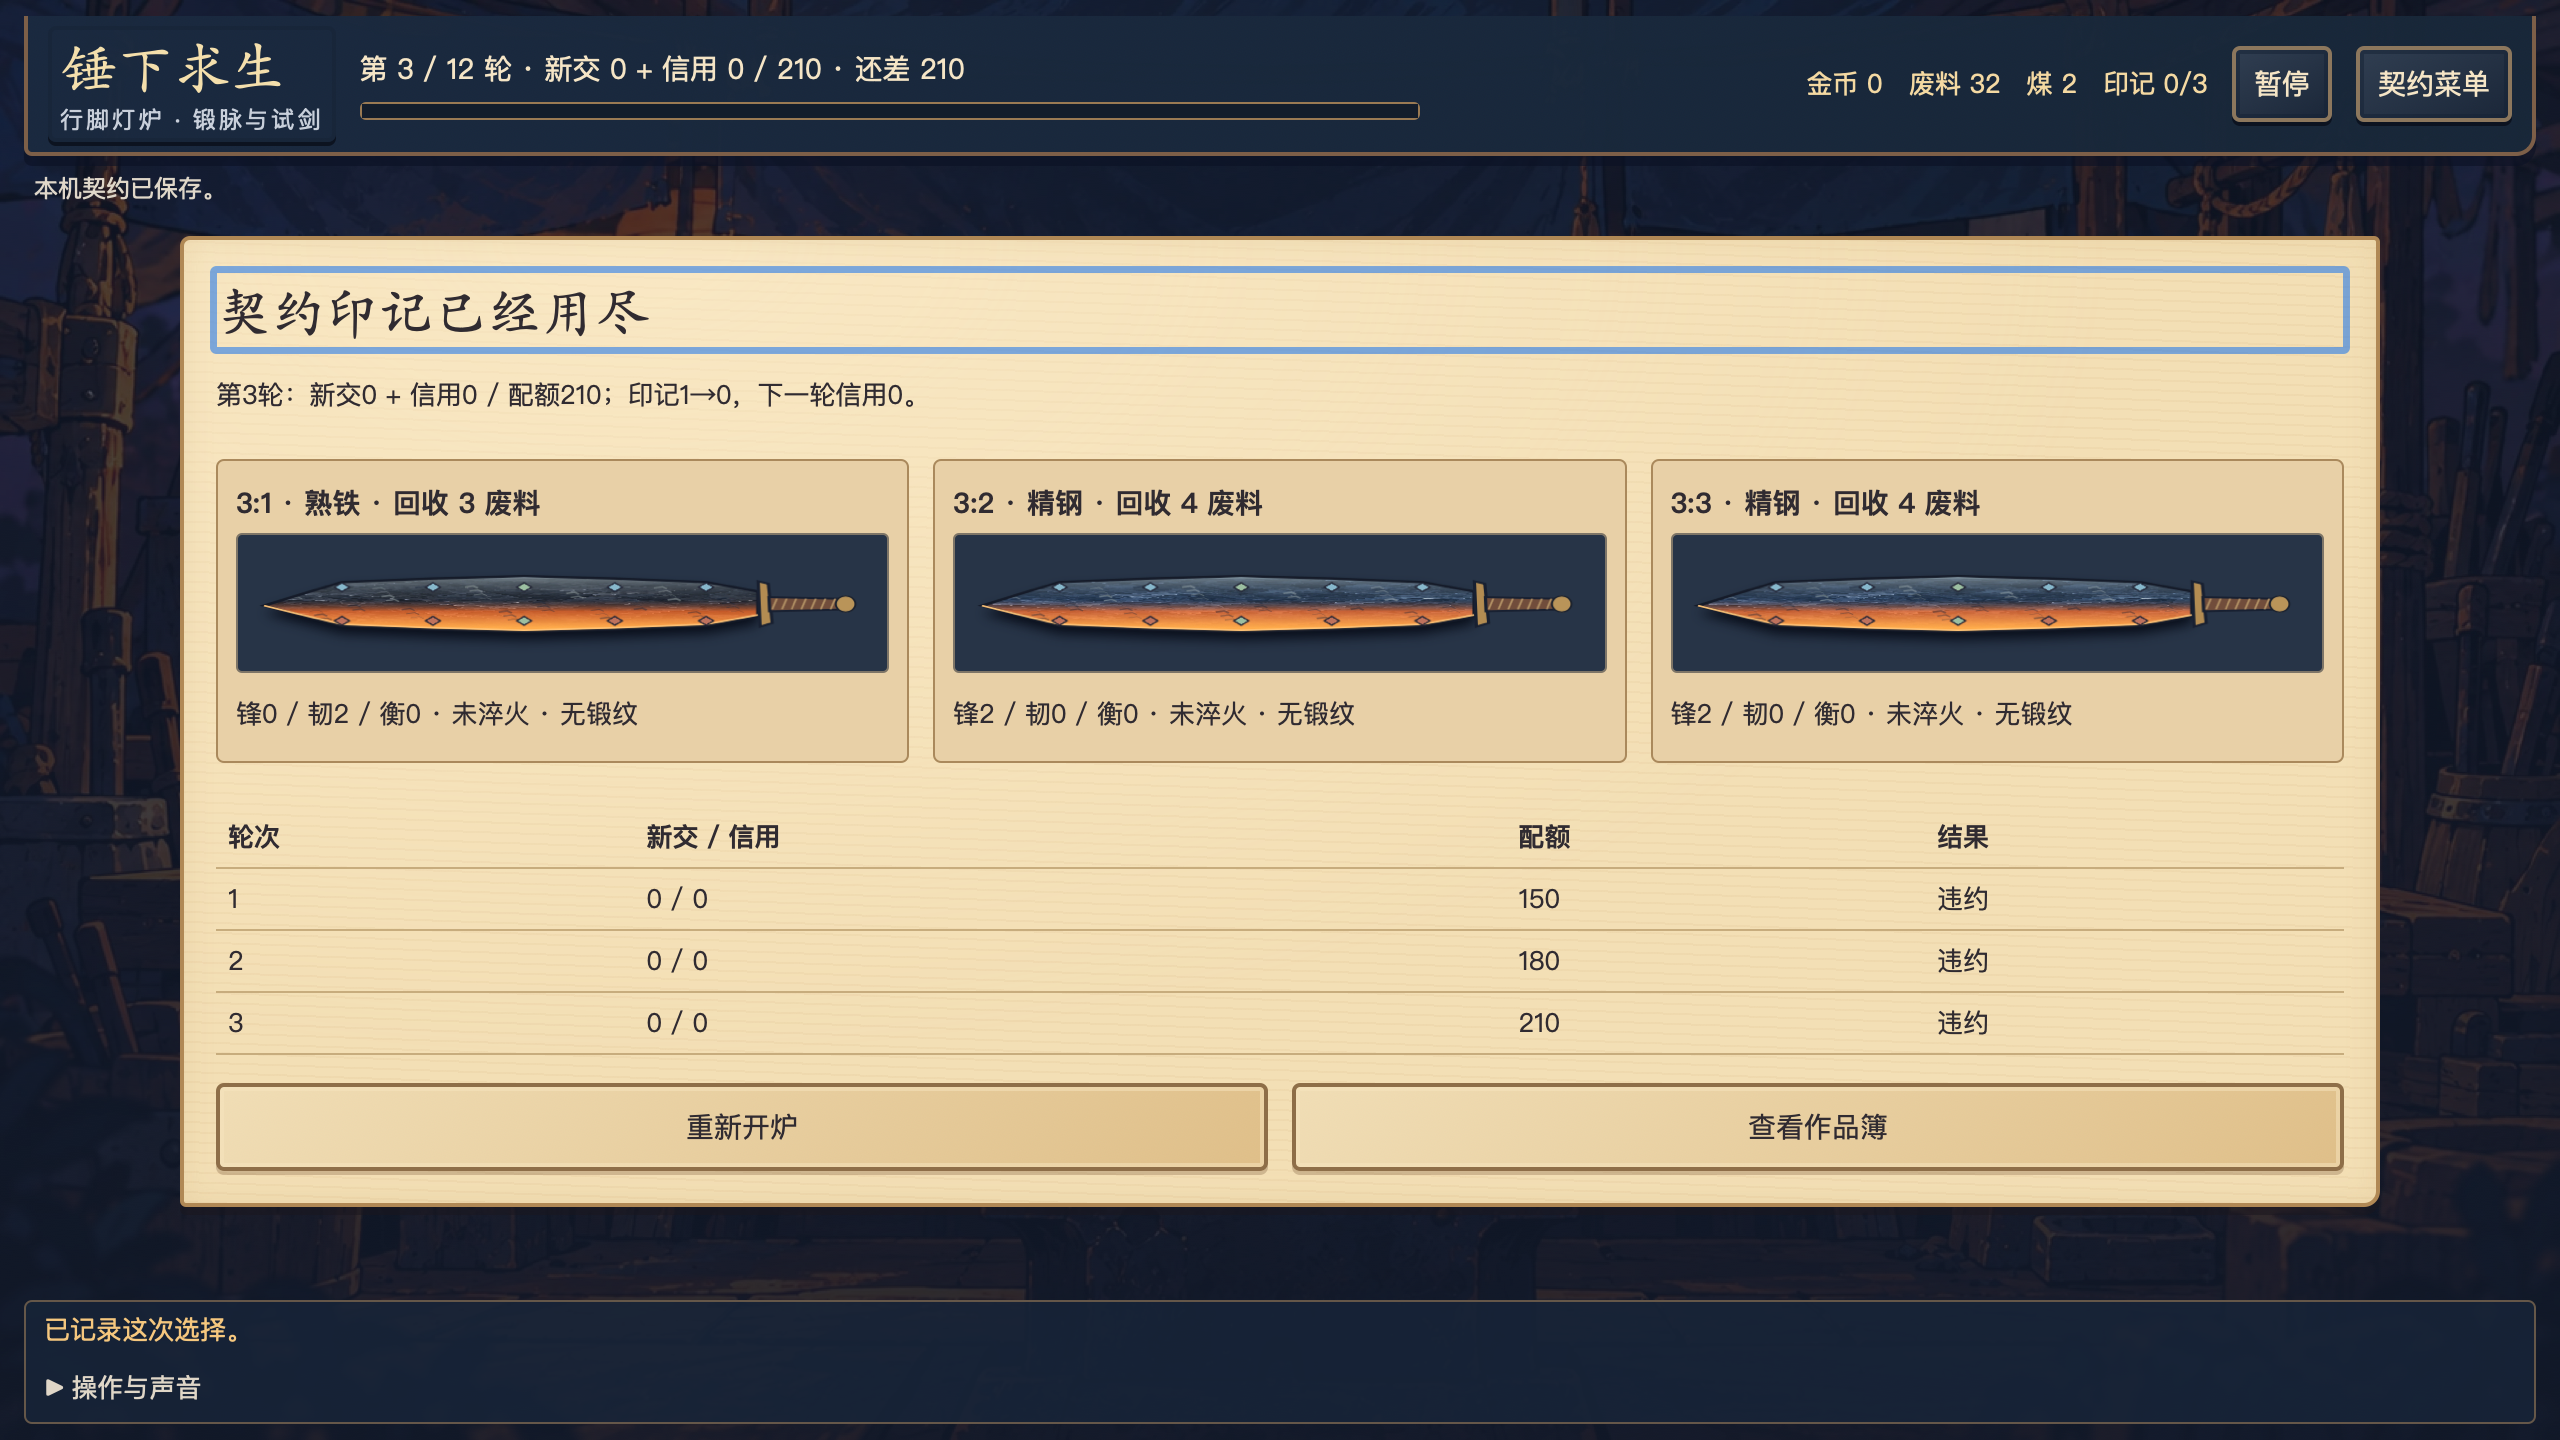 锤下求生
行脚灯炉 · 锻脉与试剑
第 3 / 12 轮 · 新交 0 + 信用 0 / 210 · 还差 210
金币 0 废料 32 煤 2 印记 0/3
暂停
契约菜单
本机契约已保存。
契约印记已经用尽
第3轮：新交0 + 信用0 / 配额210；印记1→0，下一轮信用0。
3:1 · 熟铁 · 回收 3 废料
锋0 / 韧2 / 衡0 · 未淬火 · 无锻纹
3:2 · 精钢 · 回收 4 废料
锋2 / 韧0 / 衡0 · 未淬火 · 无锻纹
3:3 · 精钢 · 回收 4 废料
锋2 / 韧0 / 衡0 · 未淬火 · 无锻纹
轮次 新交 / 信用 配额 结果
1 0 / 0 150 违约
2 0 / 0 180 违约
3 0 / 0 210 违约
重新开炉
查看作品簿
已记录这次选择。
▶ 操作与声音